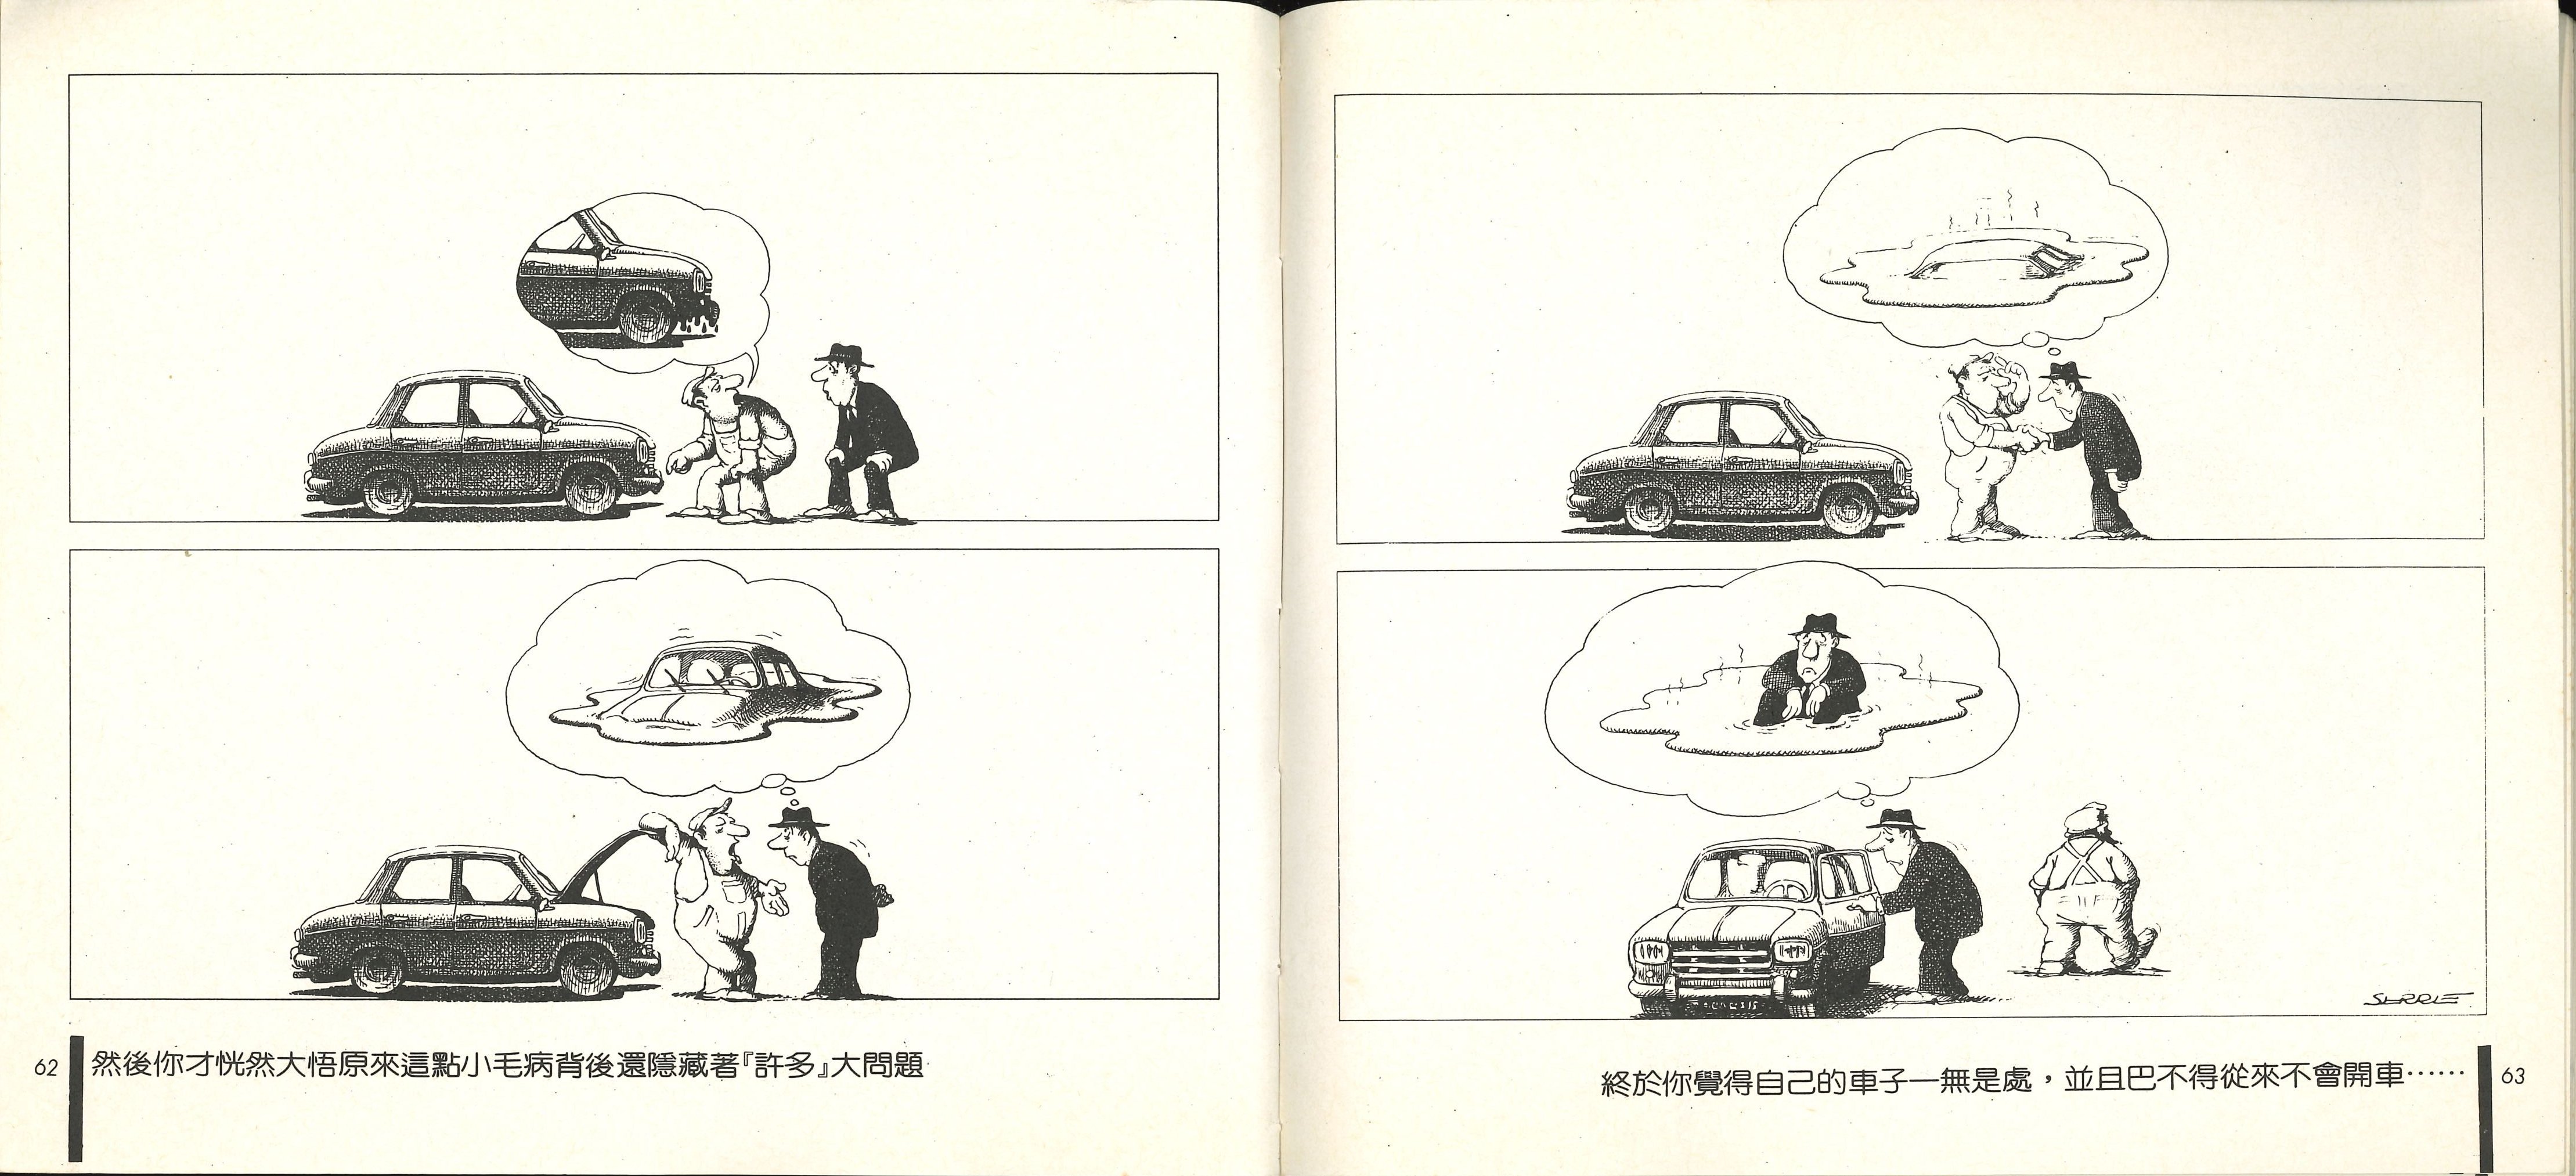 62
然後你才恍然大悟原來這點小毛病背後還隱藏著『許多』大問題
SERRE
終於你覺得自己的車子一無是處，並且巴不得從來不會開車……
63